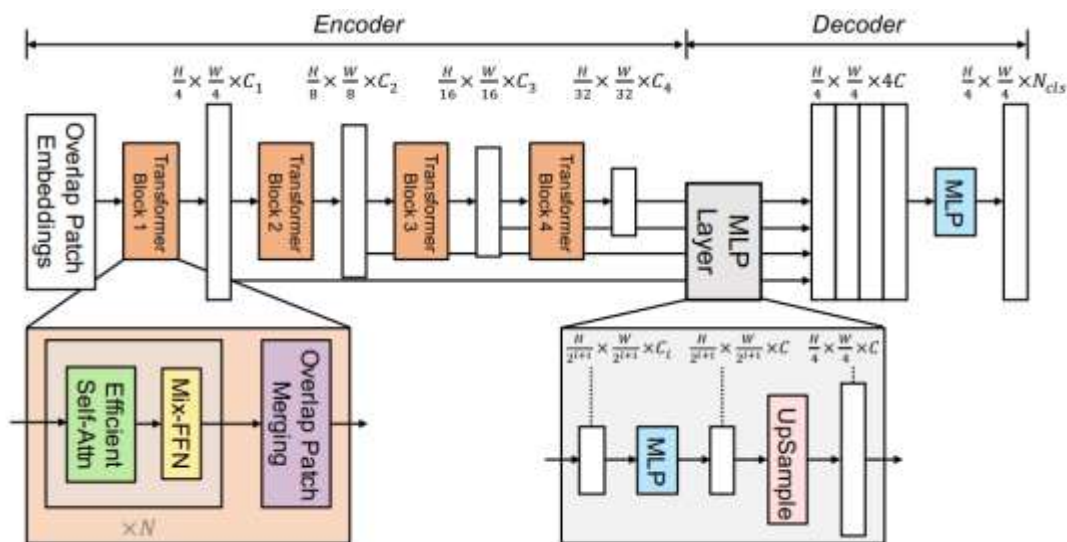 Encoder
Decoder
H/4 × W/4 × C₁
H/8 × W/8 × C₂
H/16 × W/16 × C₃
H/32 × W/32 × C₄
H/4 × W/4 × 4C
H/4 × W/4 × N_cls
Overlap Patch
Embeddings
Transformer
Block 1
Transformer
Block 2
Transformer
Block 3
Transformer
Block 4
MLP
Layer
MLP
Efficient
Self-Attn
Mix-FFN
×N
Overlap Patch
Merging
H/2^{i+1} × W/2^{i+1} × C_i
H/2^{i+1} × W/2^{i+1} × C
H/4 × W/4 × C
MLP
UpSample